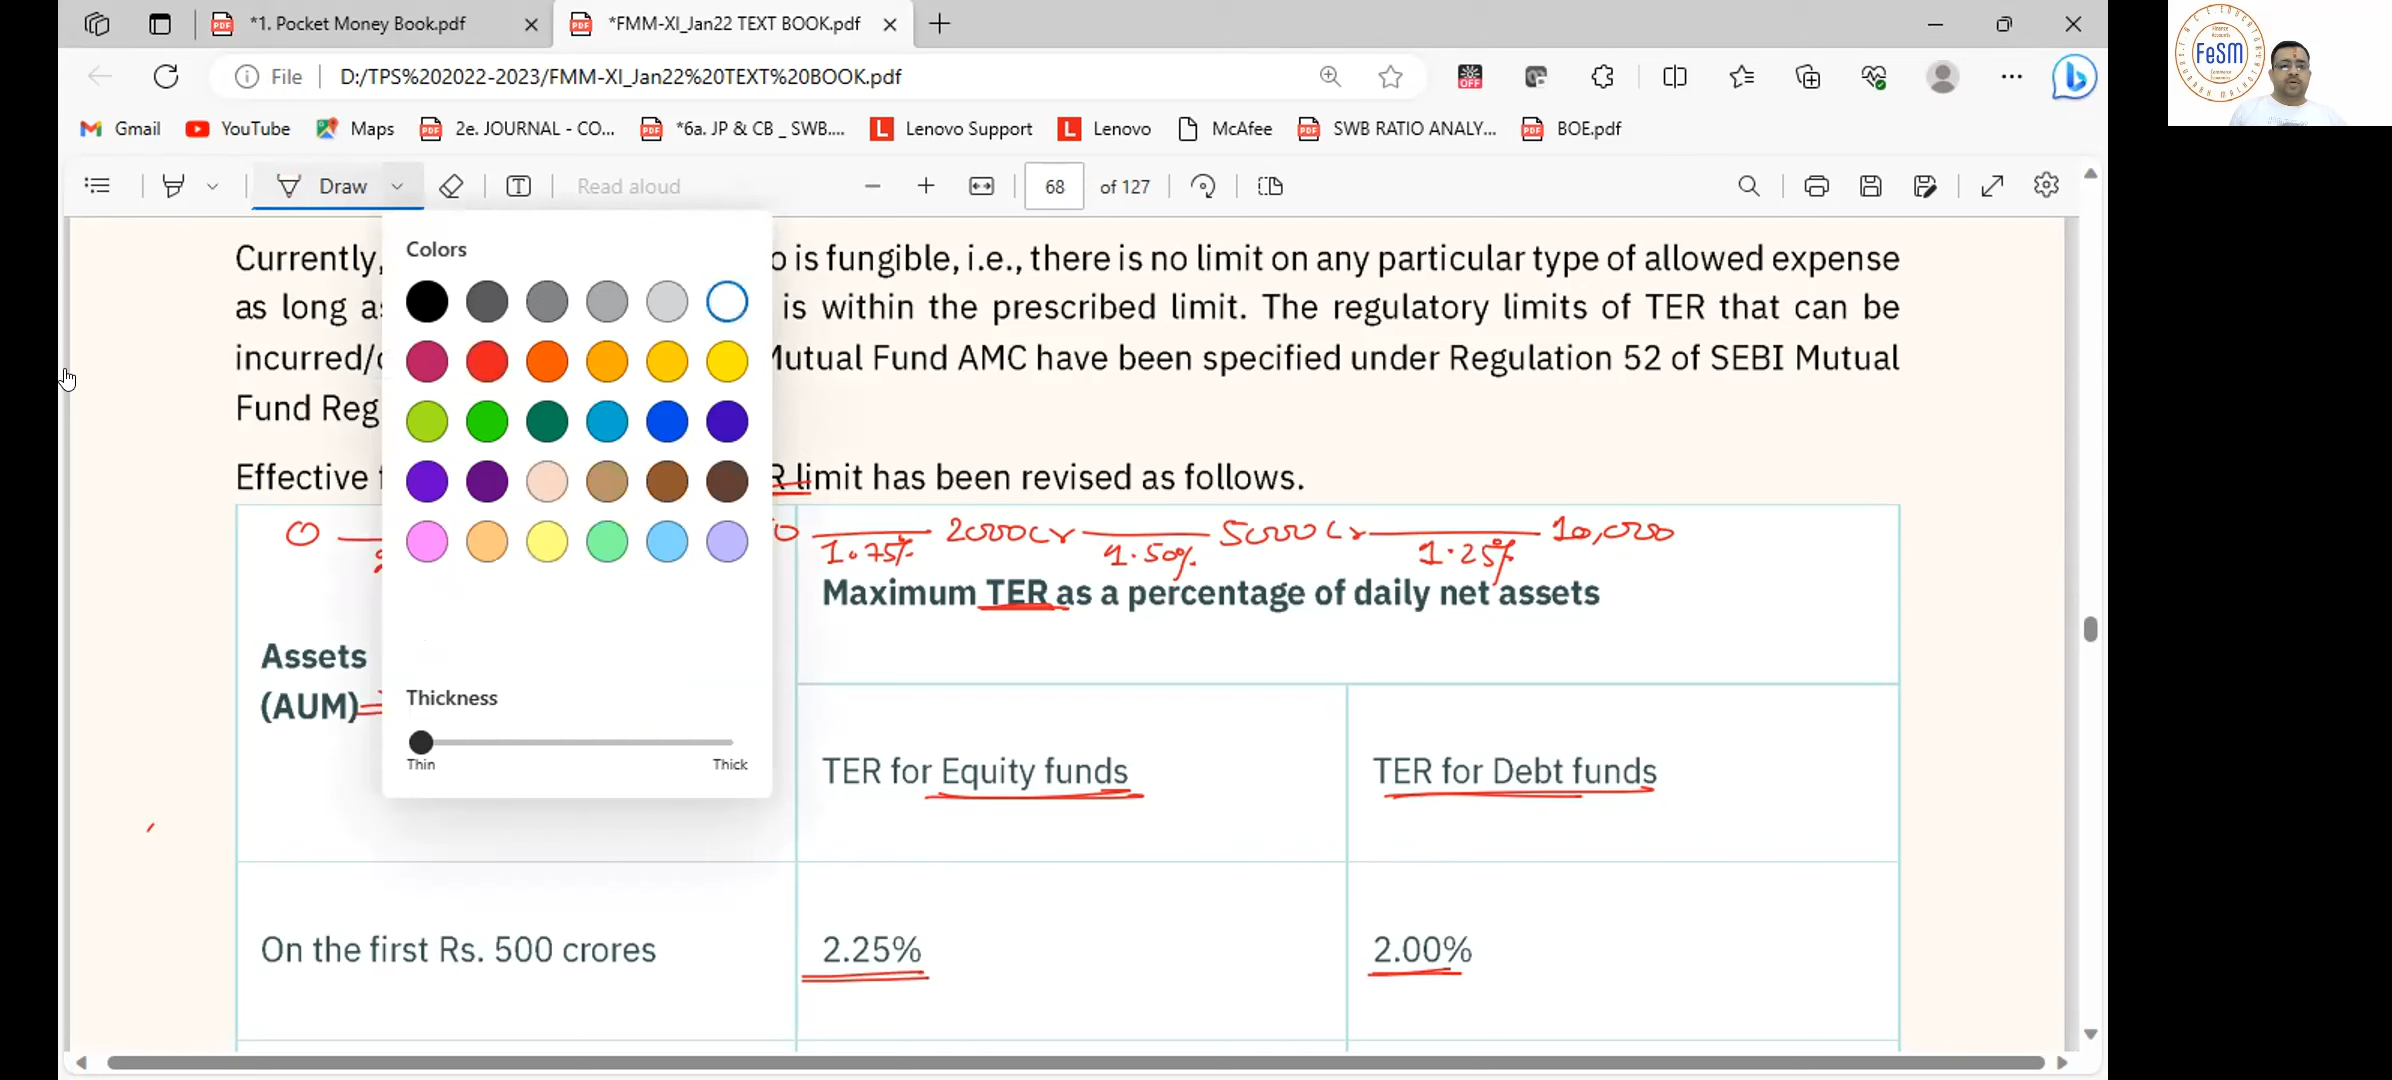 *1. Pocket Money Book.pdf
*FMM-XI_Jan22 TEXT BOOK.pdf
File D:/TPS%202022-2023/FMM-XI_Jan22%20TEXT%20BOOK.pdf
OFF
FeSM
Gmail YouTube Maps 2e. JOURNAL - CO... *6a. JP & CB _ SWB.... Lenovo Support Lenovo McAfee SWB RATIO ANALY... BOE.pdf
Draw Read aloud 68 of 127
Colors
Thickness
Thin Thick
Currently, is fungible, i.e., there is no limit on any particular type of allowed expense
as long is within the prescribed limit. The regulatory limits of TER that can be
Mutual Fund AMC have been specified under Regulation 52 of SEBI Mutual
Fund Reg
Effective limit has been revised as follows.
0 1.75% 2000Cr 1.50% 5000Cr 1.25% 10,000
Maximum TER as a percentage of daily net assets
Assets
(AUM)
TER for Equity funds TER for Debt funds
On the first Rs. 500 crores 2.25% 2.00%